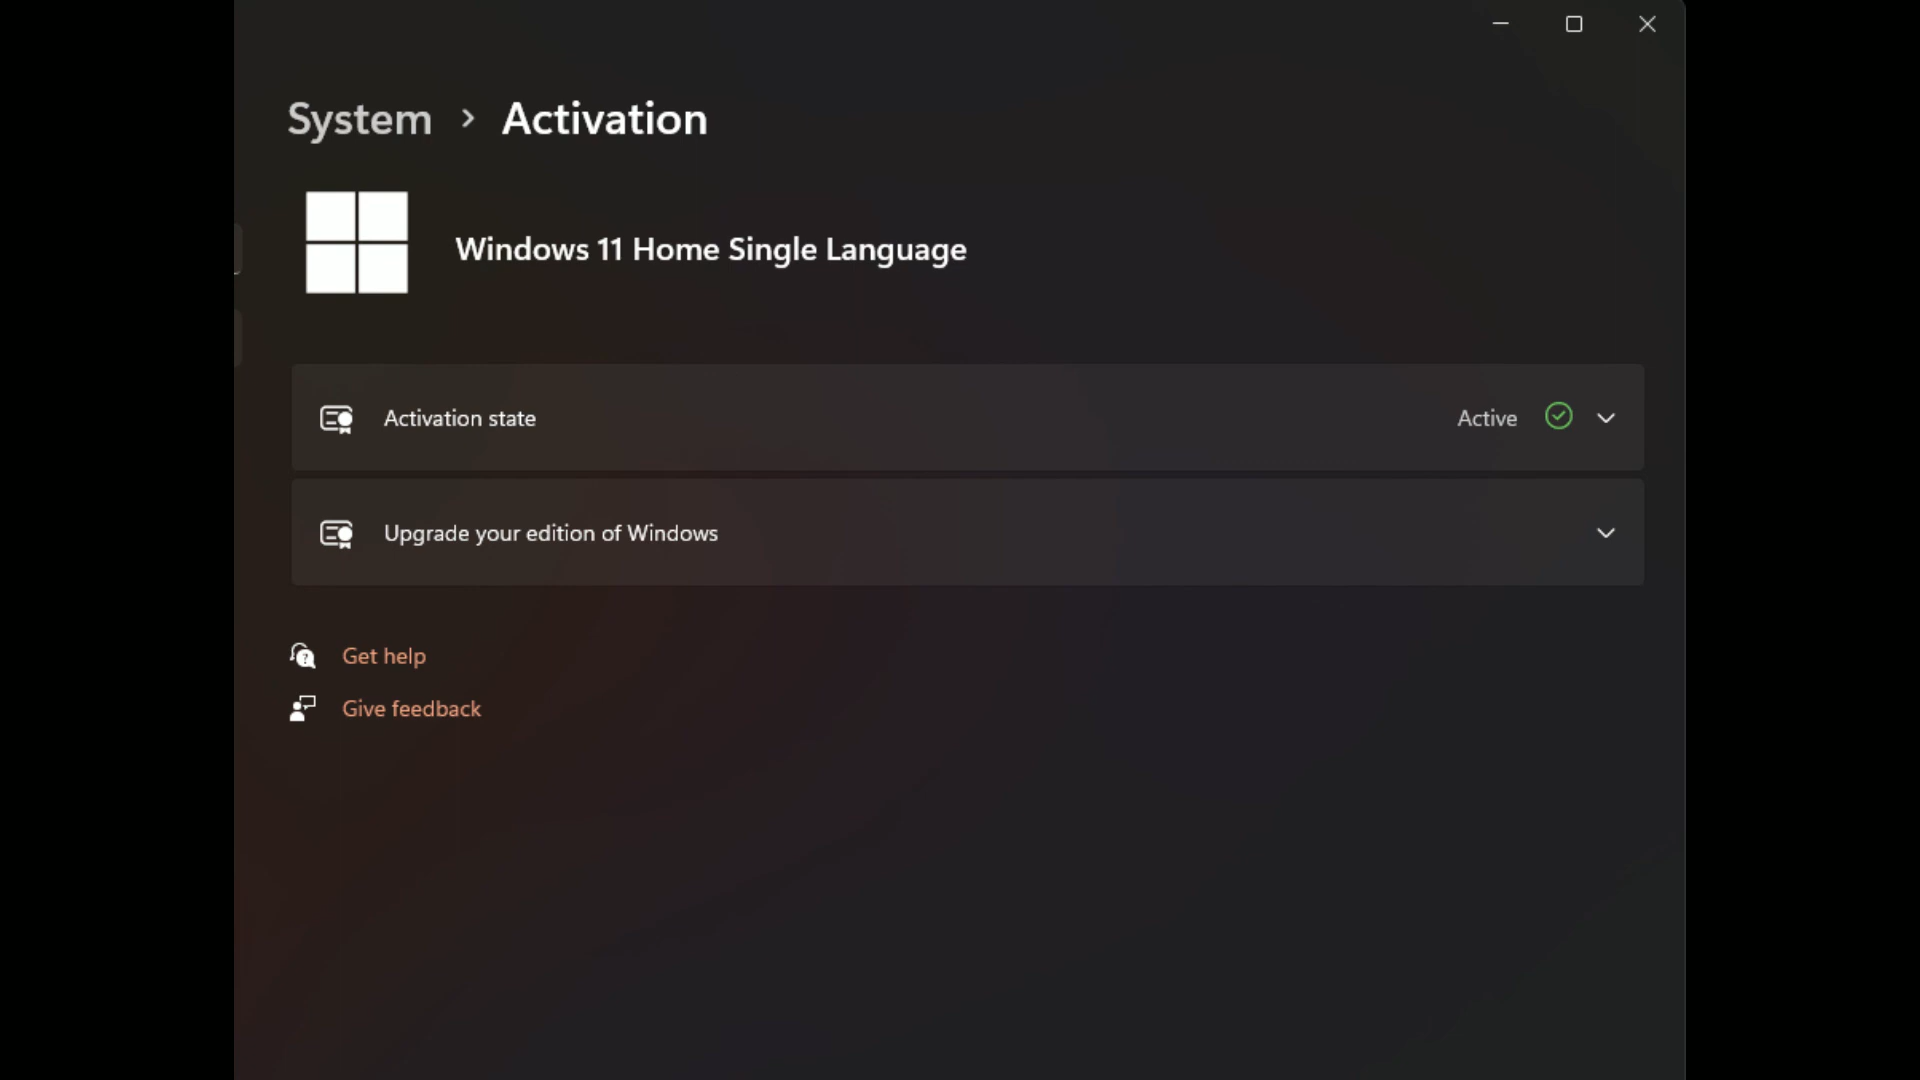 System > Activation
Windows 11 Home Single Language
Activation state Active
Upgrade your edition of Windows
Get help
Give feedback